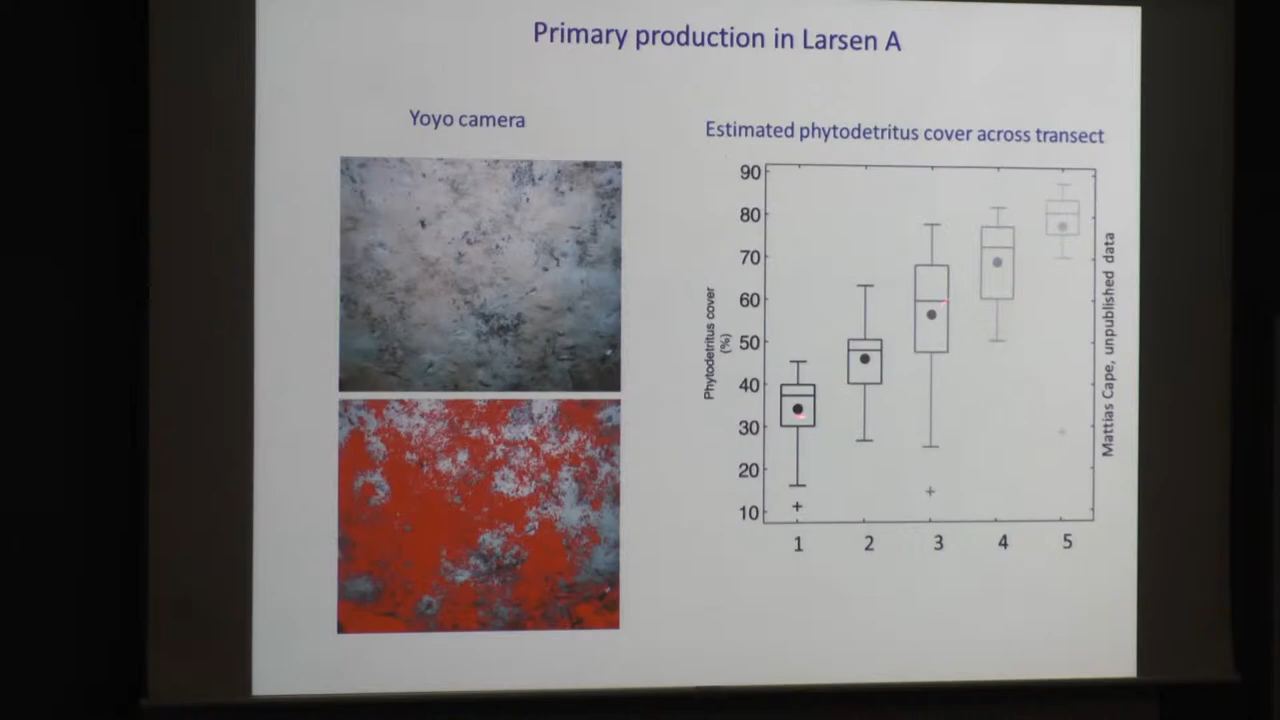 Primary production in Larsen A
Yoyo camera
Estimated phytodetritus cover across transect
Phytodetritus cover
(%)
90
80
70
60
50
40
30
20
10
1 2 3 4 5
Mattias Cape, unpublished data